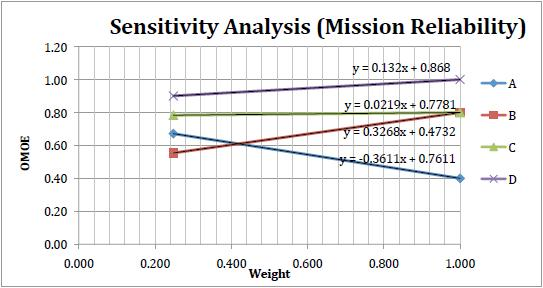 Sensitivity Analysis (Mission Reliability)
1.20
1.00
0.80
0.60
0.40
0.20
0.00
OMOE
y = 0.132x + 0.868
y = 0.0219x + 0.7781
y = 0.3268x + 0.4732
y = -0.3611x + 0.7611
A
B
C
D
0.000 0.200 0.400 0.600 0.800 1.000
Weight